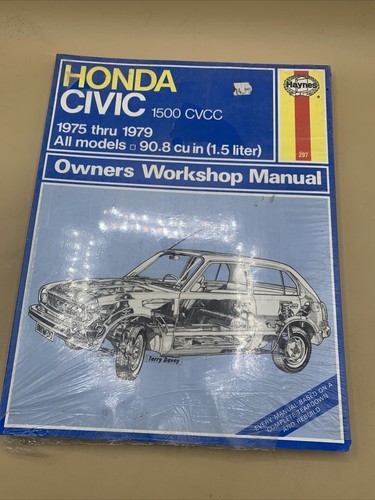 HONDA
CIVIC 1500 CVCC
1975 thru 1979
All models □ 90.8 cu in (1.5 liter)
Haynes
297
Owners Workshop Manual
Terry Davey
EVERY MANUAL BASED ON A
COMPLETE TEARDOWN
AND REBUILD